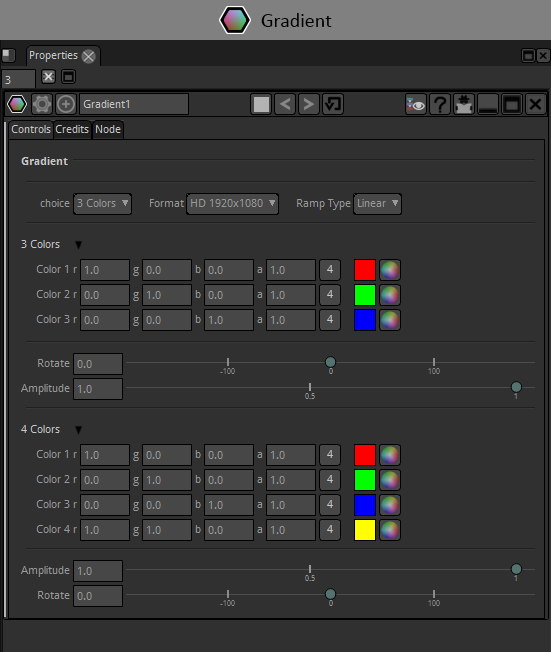 Gradient
Properties
3
Gradient1
Controls Credits Node
Gradient
choice 3 Colors Format HD 1920x1080 Ramp Type Linear
3 Colors
Color 1 r 1.0 g 0.0 b 0.0 a 1.0 4
Color 2 r 0.0 g 1.0 b 0.0 a 1.0 4
Color 3 r 0.0 g 0.0 b 1.0 a 1.0 4
Rotate 0.0
-100 0 100
Amplitude 1.0
0.5 1
4 Colors
Color 1 r 1.0 g 0.0 b 0.0 a 1.0 4
Color 2 r 0.0 g 1.0 b 0.0 a 1.0 4
Color 3 r 0.0 g 0.0 b 1.0 a 1.0 4
Color 4 r 1.0 g 1.0 b 0.0 a 1.0 4
Amplitude 1.0
0.5 1
Rotate 0.0
-100 0 100